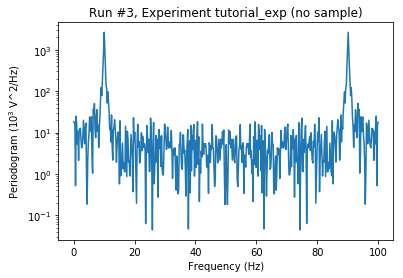 Run #3, Experiment tutorial_exp (no sample)
Periodogram (10³ V^2/Hz)
10³
10²
10¹
10⁰
10⁻¹
0 20 40 60 80 100
Frequency (Hz)